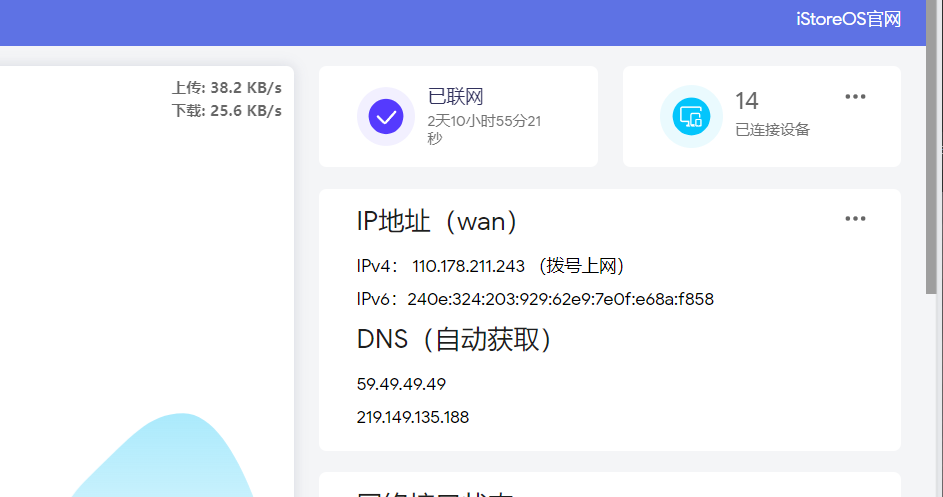 iStoreOS官网
上传: 38.2 KB/s
下载: 25.6 KB/s
已联网
2天10小时55分21
秒
14
已连接设备
IP地址（wan）
IPv4： 110.178.211.243 （拨号上网）
IPv6：240e:324:203:929:62e9:7e0f:e68a:f858
DNS（自动获取）
59.49.49.49
219.149.135.188